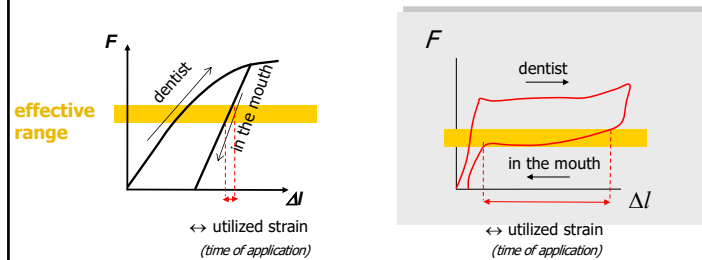 F
dentist
in the mouth
effective
range
Δl
↔ utilized strain
(time of application)
F
dentist
in the mouth
Δl
↔ utilized strain
(time of application)